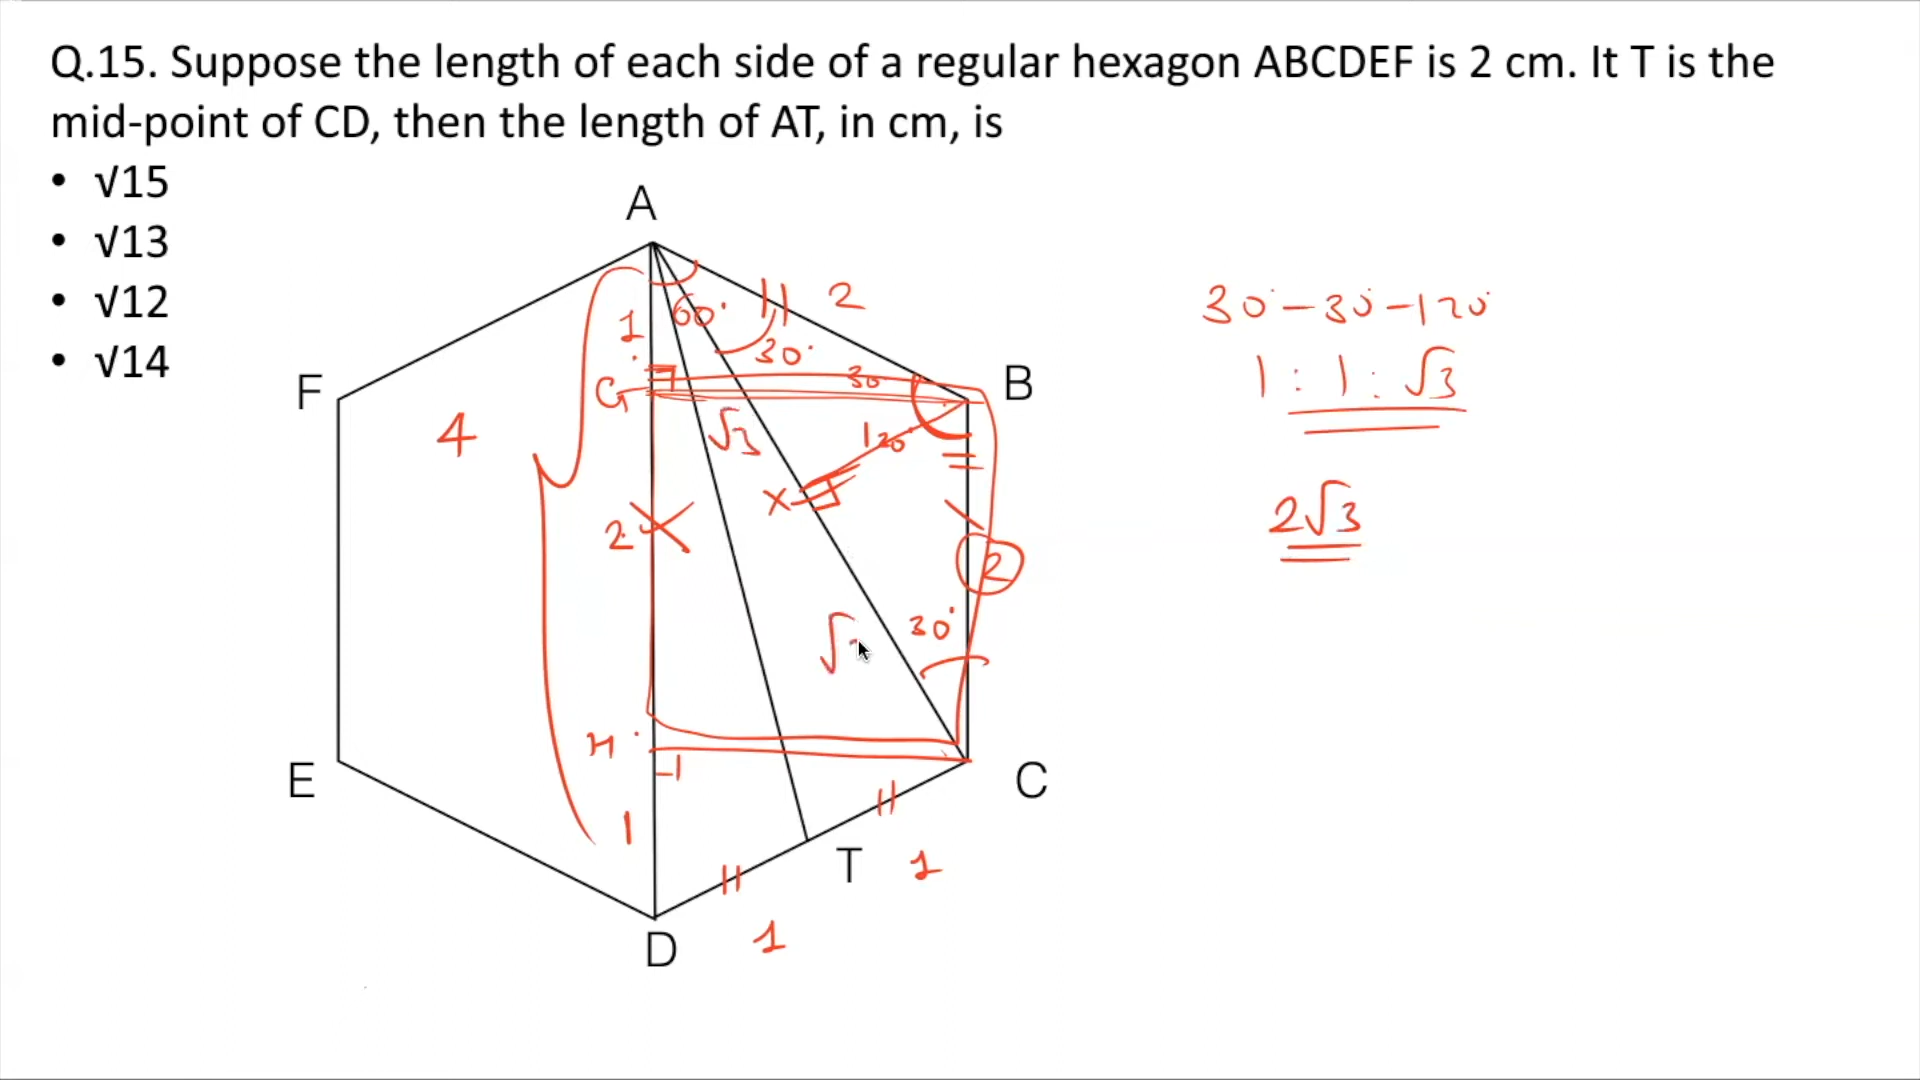 Q.15. Suppose the length of each side of a regular hexagon ABCDEF is 2 cm. It T is the
mid-point of CD, then the length of AT, in cm, is
• √15
• √13
• √12
• √14
A
60°
2
1
30°
30°-30°-120°
1 : 1 : √3
F
G
30
B
4
√3
120°
X
2√3
2
2
√
30°
H
1
E
C
1
T
1
D
1